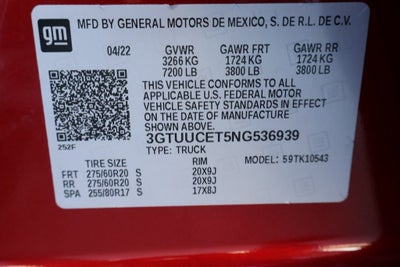 gm
MFD BY GENERAL MOTORS DE MEXICO, S. DE R.L. DE C.V.
04/22 GVWR GAWR FRT GAWR RR
3266 KG 1724 KG 1724 KG
7200 LB 3800 LB 3800 LB
THIS VEHICLE CONFORMS TO ALL
APPLICABLE U.S. FEDERAL MOTOR
VEHICLE SAFETY STANDARDS IN EFFECT
ON THE DATE OF MANUFACTURE
SHOWN ABOVE.
3GTUUCET5NG536939
252F TYPE: TRUCK
MODEL: 59TK10543
TIRE SIZE RIM
FRT 275/60R20 S 20X9J
RR 275/60R20 S 20X9J
SPA 255/80R17 S 17X8J